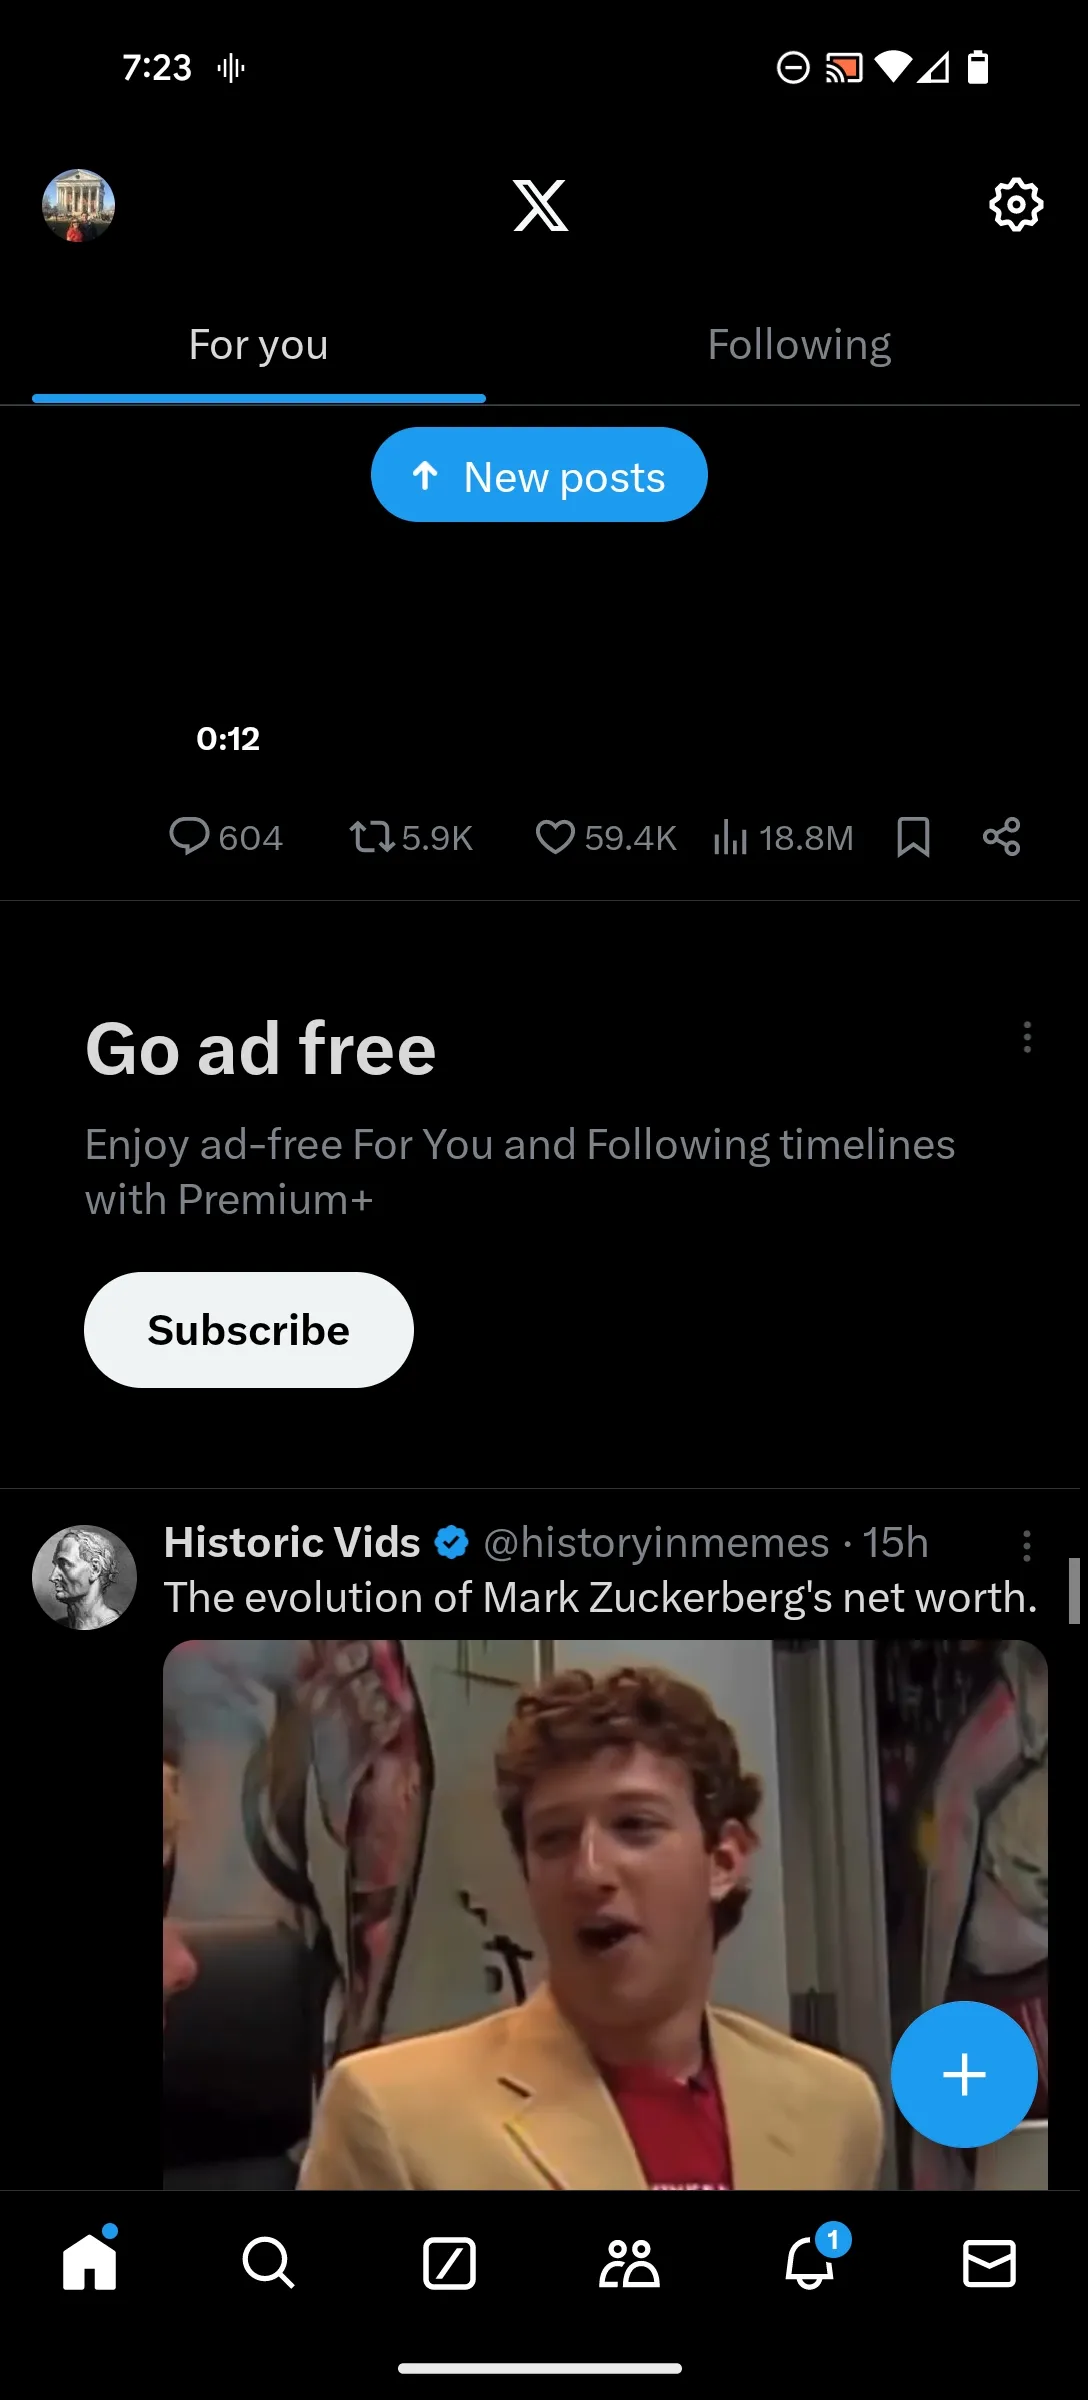 7:23
For you
Following
New posts
0:12
604
5.9K
59.4K
18.8M
Go ad free
Enjoy ad-free For You and Following timelines
with Premium+
Subscribe
Historic Vids @historyinmemes · 15h
The evolution of Mark Zuckerberg's net worth.
1